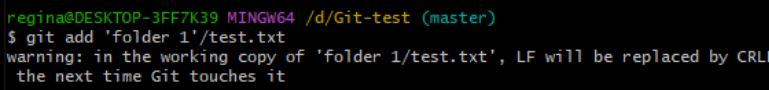 regina@DESKTOP-3FF7K39 MINGW64 /d/Git-test (master)
$ git add 'folder 1'/test.txt
warning: in the working copy of 'folder 1/test.txt', LF will be replaced by CRLF
the next time Git touches it